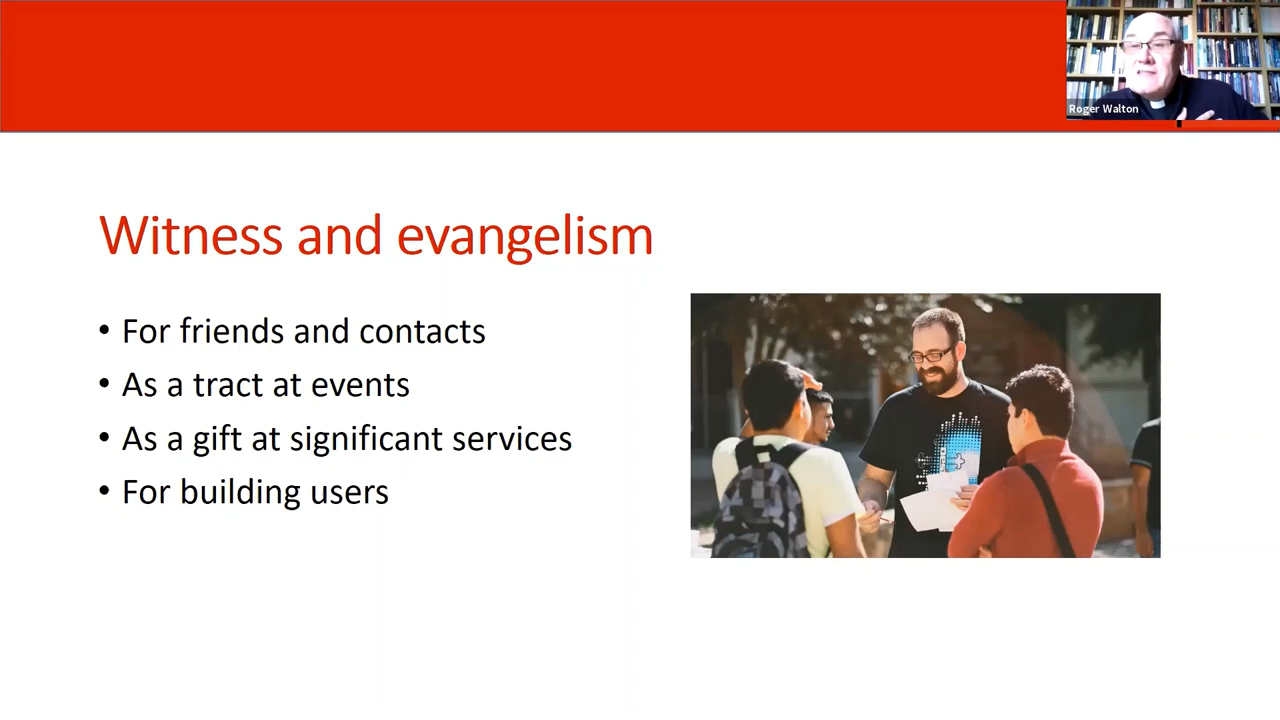 Roger Walton
Witness and evangelism
• For friends and contacts
• As a tract at events
• As a gift at significant services
• For building users